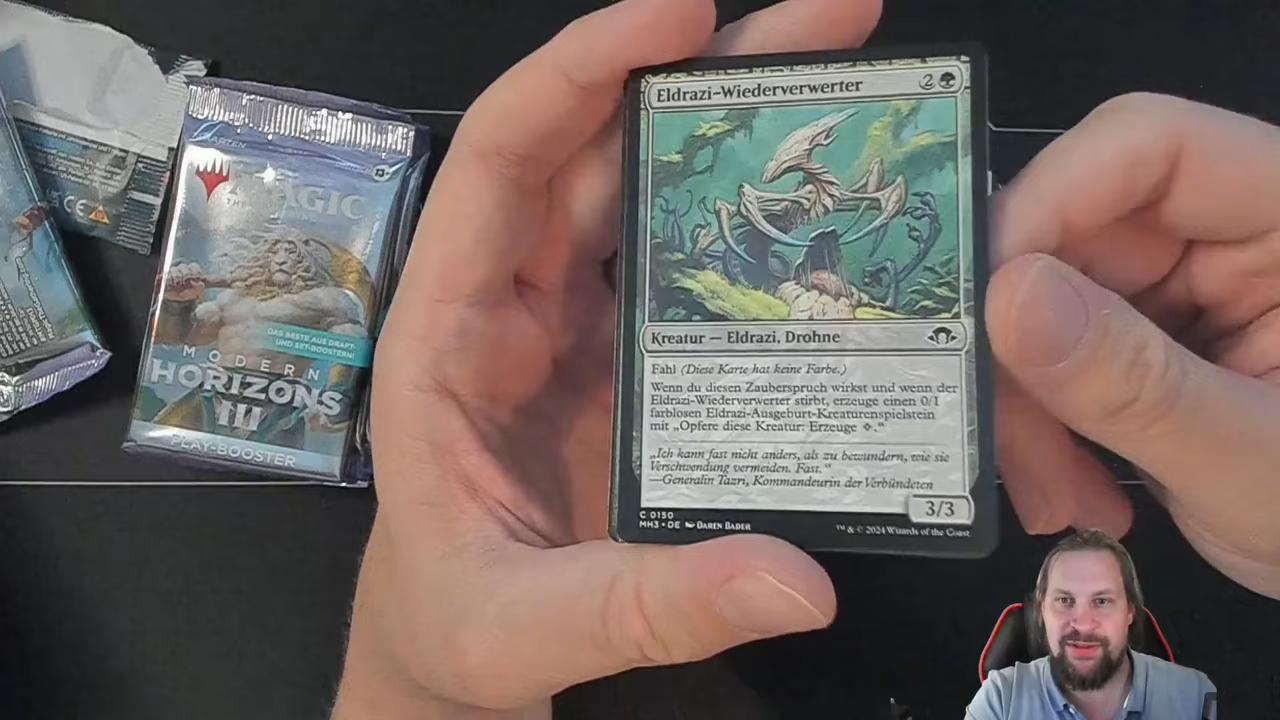 KARTEN
MAGIC
DAS BESTE AUS DRAFT-
UND SET-BOOSTERN!
MODERN
HORIZONS
III
PLAY-BOOSTER
Eldrazi-Wiederverwerter 2
Kreatur — Eldrazi, Drohne
Fahl (Diese Karte hat keine Farbe.)
Wenn du diesen Zauberspruch wirkst und wenn der
Eldrazi-Wiederverwerter stirbt, erzeuge einen 0/1
farblosen Eldrazi-Ausgeburt-Kreaturenspielstein
mit „Opfere diese Kreatur: Erzeuge ◇.“
„Ich kann fast nicht anders, als zu bewundern, wie sie
Verschwendung vermeiden. Fast.“
—Generalin Tazri, Kommandeurin der Verbündeten
3/3
C 0150
MH3 • DE DAREN BADER
™ & © 2024 Wizards of the Coast